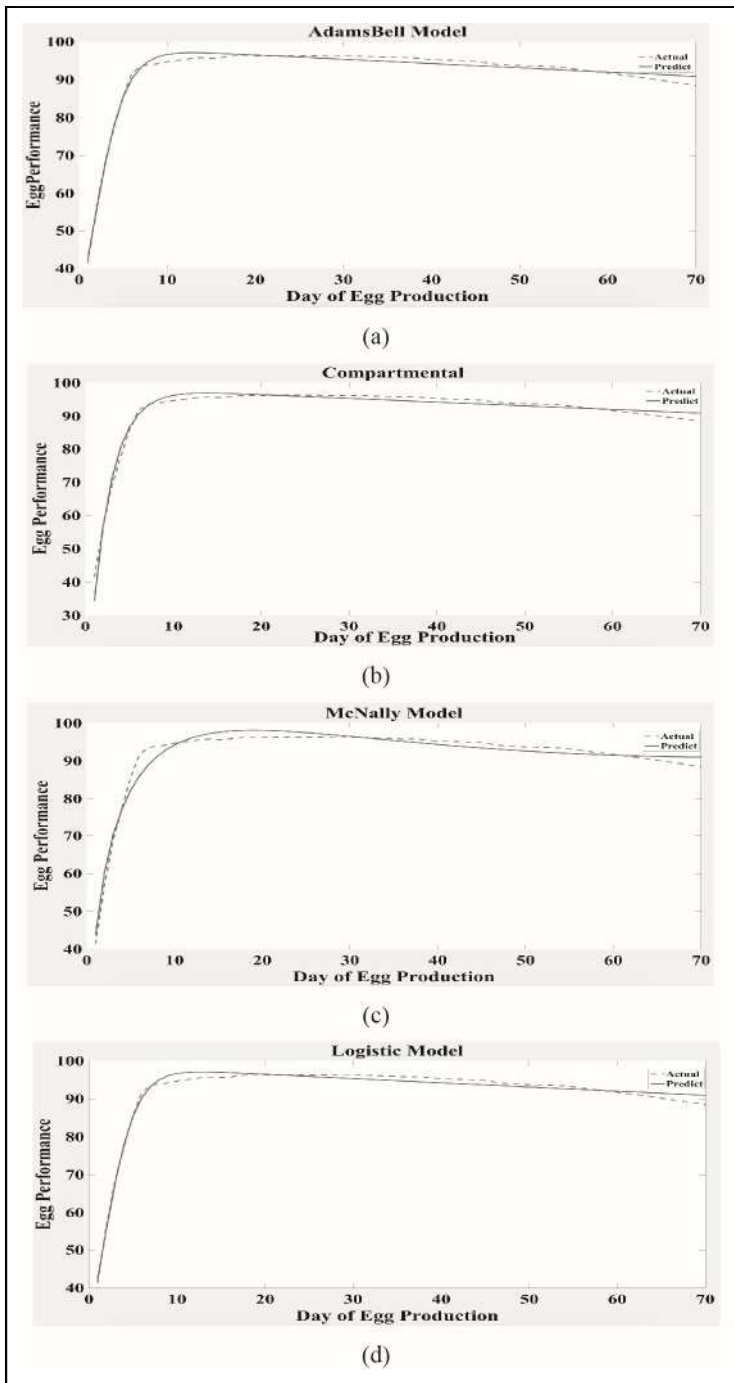 AdamsBell Model
100
90
80
70
60
50
40
EggPerformance
Actual
Predict
0 10 20 30 40 50 60 70
Day of Egg Production
(a)
Compartmental
100
90
80
70
60
50
40
30
Egg Performance
Actual
Predict
0 10 20 30 40 50 60 70
Day of Egg Production
(b)
McNally Model
100
90
80
70
60
50
40
Egg Performance
Actual
Predict
0 10 20 30 40 50 60 70
Day of Egg Production
(c)
Logistic Model
100
90
80
70
60
50
40
Egg Performance
Actual
Predict
0 10 20 30 40 50 60 70
Day of Egg Production
(d)